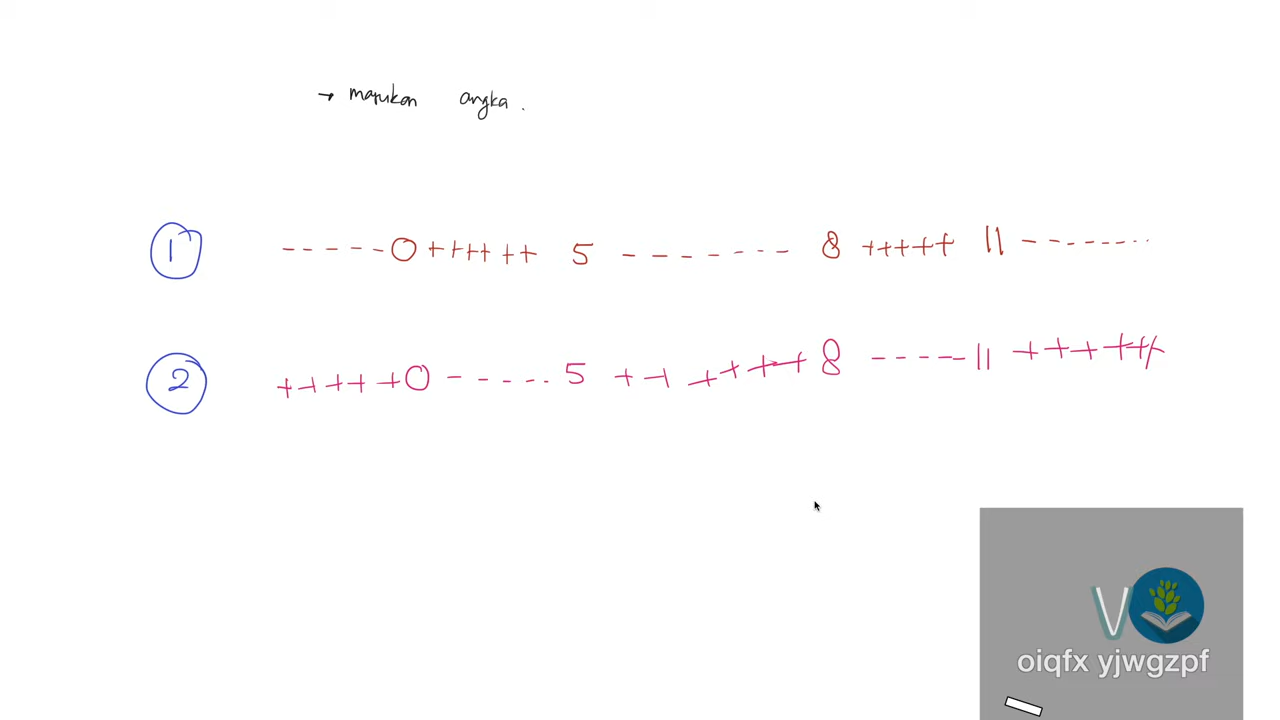 → masukan angka.
1 -----0++++++ 5 -------- 8 +++++ 11 --------
2 +++++0-----.5 +++++++8 -----11 ++++++
V
oiqfx yjwgzpf